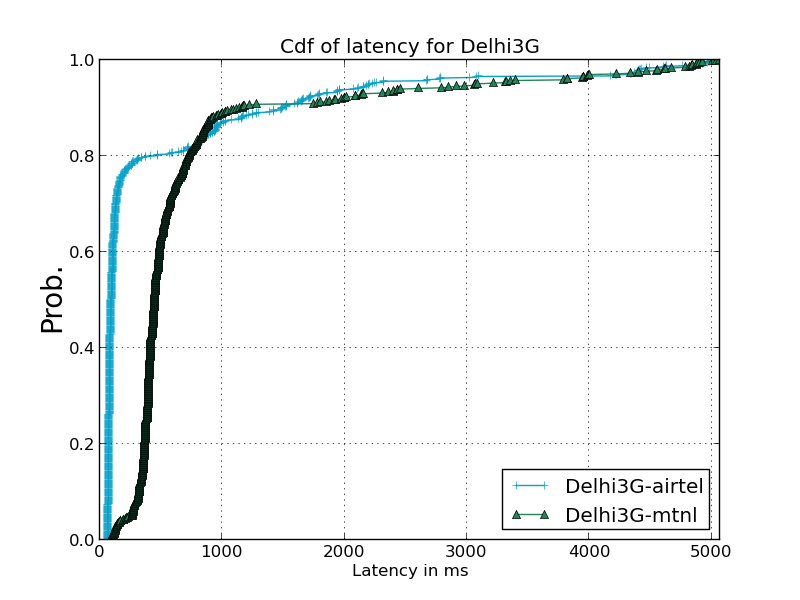 Cdf of latency for Delhi3G
1.0
0.8
0.6
0.4
0.2
0.0
Prob.
0 1000 2000 3000 4000 5000
Latency in ms
Delhi3G-airtel
Delhi3G-mtnl